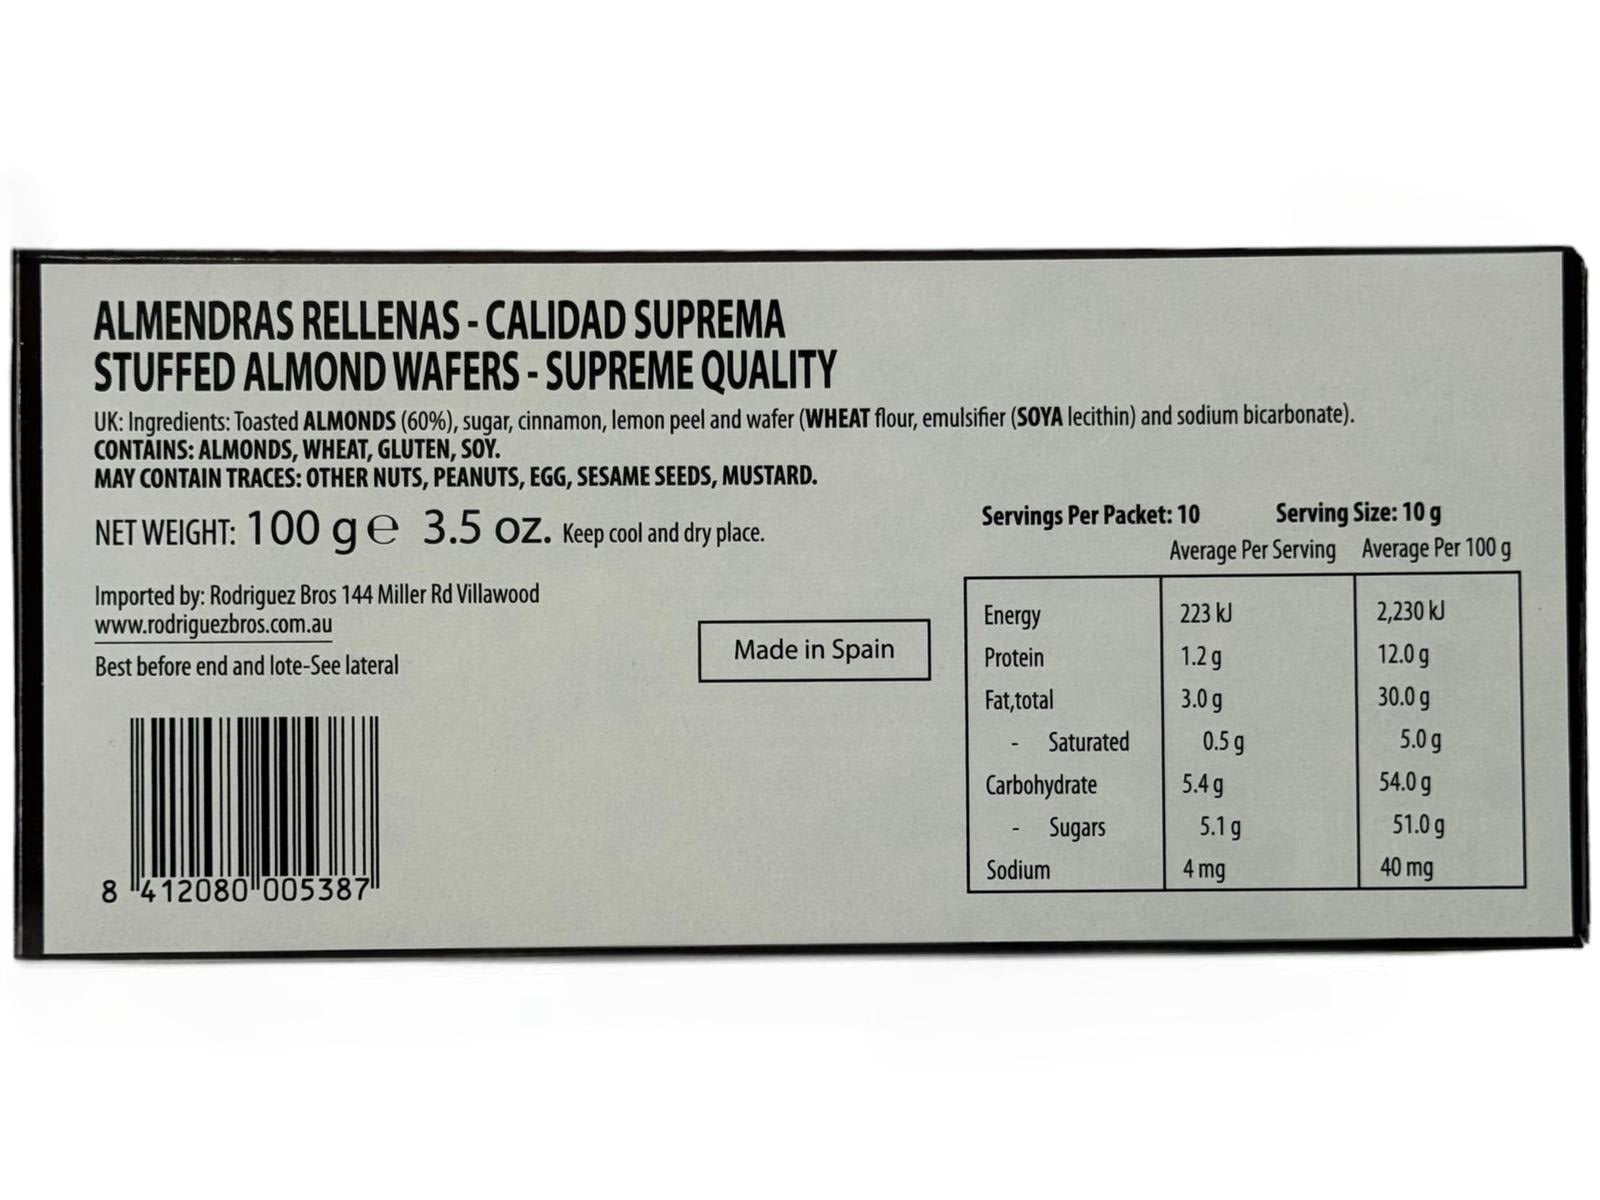 ALMENDRAS RELLENAS - CALIDAD SUPREMA
STUFFED ALMOND WAFERS - SUPREME QUALITY
UK: Ingredients: Toasted ALMONDS (60%), sugar, cinnamon, lemon peel and wafer (WHEAT flour, emulsifier (SOYA lecithin) and sodium bicarbonate).
CONTAINS: ALMONDS, WHEAT, GLUTEN, SOY.
MAY CONTAIN TRACES: OTHER NUTS, PEANUTS, EGG, SESAME SEEDS, MUSTARD.
NET WEIGHT: 100 g e 3.5 oz. Keep cool and dry place.
Imported by: Rodriguez Bros 144 Miller Rd Villawood
www.rodriguezbros.com.au
Best before end and lote-See lateral
Made in Spain
8 412080 005387
Servings Per Packet: 10 Serving Size: 10 g
Average Per Serving Average Per 100 g
Energy 223 kJ 2,230 kJ
Protein 1.2 g 12.0 g
Fat,total 3.0 g 30.0 g
- Saturated 0.5 g 5.0 g
Carbohydrate 5.4 g 54.0 g
- Sugars 5.1 g 51.0 g
Sodium 4 mg 40 mg